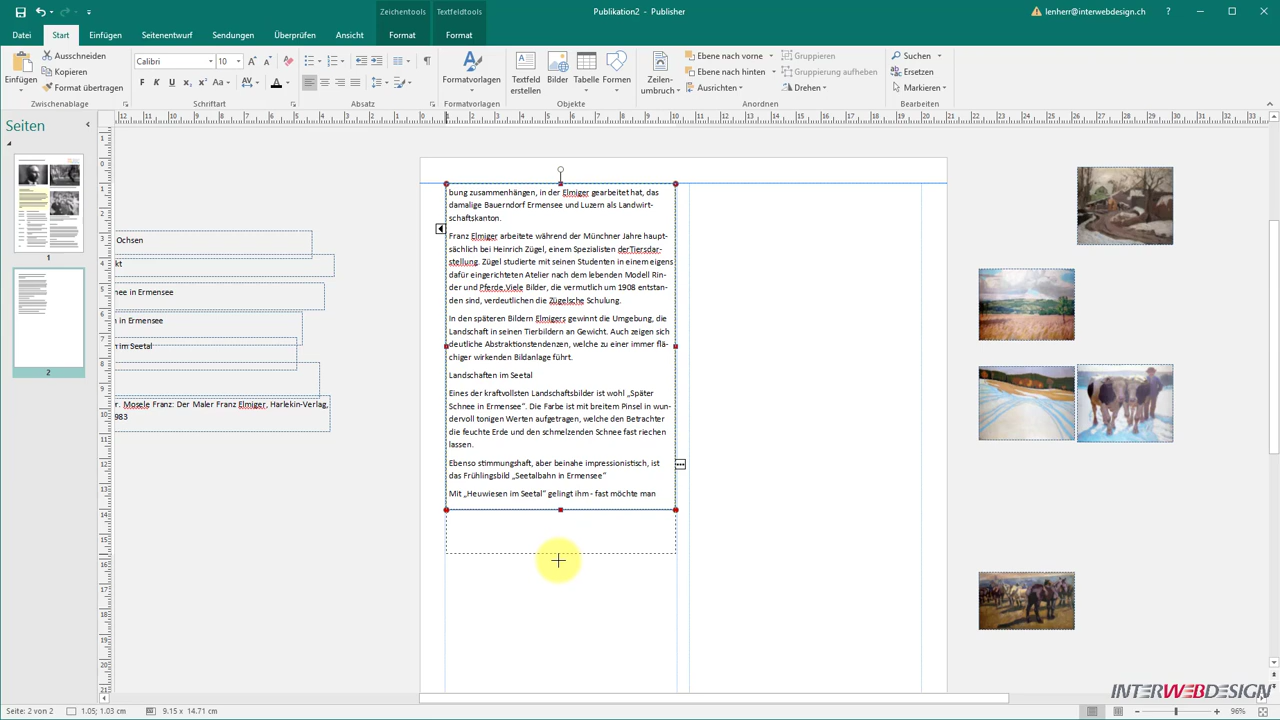 Zeichentools
Textfeldtools
Publikation2 - Publisher
lenherr@interwebdesign.ch
?
Datei
Start
Einfügen
Seitenentwurf
Sendungen
Überprüfen
Ansicht
Format
Format
Einfügen
Ausschneiden
Kopieren
Format übertragen
Zwischenablage
Calibri
10
F
K
U
Schriftart
Absatz
Formatvorlagen
Formatvorlagen
Textfeld
erstellen
Bilder
Tabelle
Formen
Objekte
Zeilen-
umbruch
Ebene nach vorne
Ebene nach hinten
Ausrichten
Gruppieren
Gruppierung aufheben
Drehen
Anordnen
Suchen
Ersetzen
Markieren
Bearbeiten
Seiten
1
2
Ochsen
kt
nee in Ermensee
n in Ermensee
m im Seetal
r. Mosele Franz: Der Maler Franz Elmiger, Harlekin-Verlag,
983
bung zusammenhängen, in der Elmiger gearbeitet hat, das
damalige Bauerndorf Ermensee und Luzern als Landwirt-
schaftskanton.
Franz Elmiger arbeitete während der Münchner Jahre haupt-
sächlich bei Heinrich Zügel, einem Spezialisten derTiersdar-
stellung. Zügel studierte mit seinen Studenten in einem eigens
dafür eingerichteten Atelier nach dem lebenden Modell Rin-
der und Pferde.Viele Bilder, die vermutlich um 1908 entstan-
den sind, verdeutlichen die Zügelsche Schulung.
In den späteren Bildern Elmigers gewinnt die Umgebung, die
Landschaft in seinen Tierbildern an Gewicht. Auch zeigen sich
deutliche Abstraktionstendenzen, welche zu einer immer flä-
chiger wirkenden Bildanlage führt.
Landschaften im Seetal
Eines der kraftvollsten Landschaftsbilder ist wohl „Später
Schnee in Ermensee“. Die Farbe ist mit breitem Pinsel in wun-
dervoll tonigen Werten aufgetragen, welche den Betrachter
die feuchte Erde und den schmelzenden Schnee fast riechen
lassen.
Ebenso stimmungshaft, aber beinahe impressionistisch, ist
das Frühlingsbild „Seetalbahn in Ermensee“
Mit „Heuwiesen im Seetal“ gelingt ihm - fast möchte man
INTERWEBDESIGN
Seite: 2 von 2
1.05; 1.03 cm
9.15 x 14.71 cm
96%